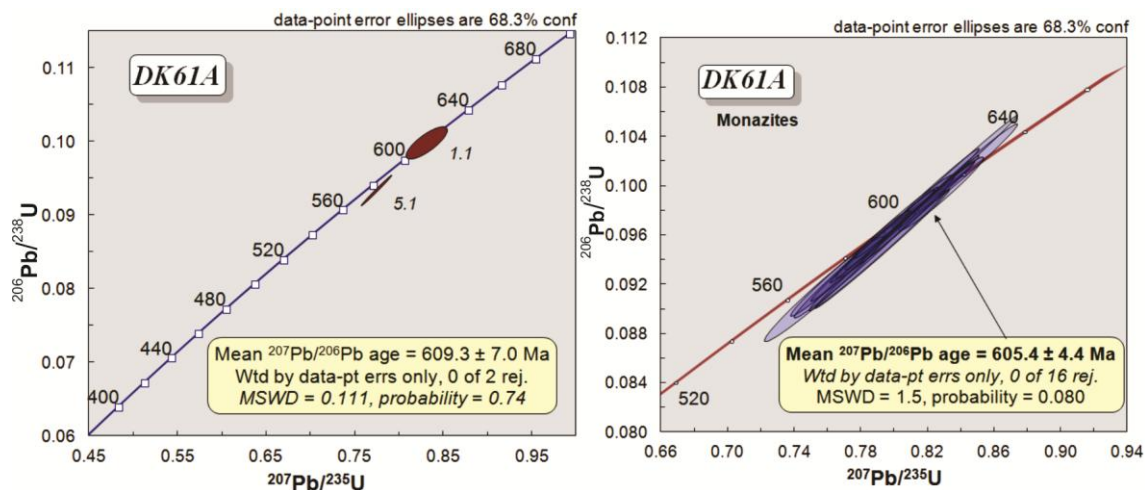 data-point error ellipses are 68.3% conf
DK61A
²⁰⁶Pb/²³⁸U
0.11
0.10
0.09
0.08
0.07
0.06
680
640
600
1.1
560
5.1
520
480
440
400
Mean ²⁰⁷Pb/²⁰⁶Pb age = 609.3 ± 7.0 Ma
Wtd by data-pt errs only, 0 of 2 rej.
MSWD = 0.111, probability = 0.74
0.45 0.55 0.65 0.75 0.85 0.95
²⁰⁷Pb/²³⁵U
data-point error ellipses are 68.3% conf
DK61A
Monazites
²⁰⁶Pb/²³⁸U
0.112
0.108
0.104
0.100
0.096
0.092
0.088
0.084
0.080
640
600
560
520
Mean ²⁰⁷Pb/²⁰⁶Pb age = 605.4 ± 4.4 Ma
Wtd by data-pt errs only, 0 of 16 rej.
MSWD = 1.5, probability = 0.080
0.66 0.70 0.74 0.78 0.82 0.86 0.90 0.94
²⁰⁷Pb/²³⁵U